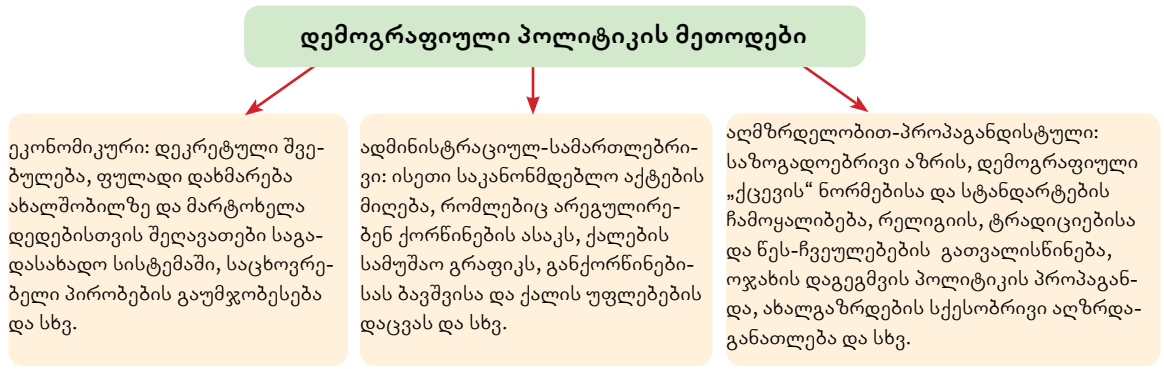 დემოგრაფიული პოლიტიკის მეთოდები
ეკონომიკური: დეკრეტული შვე-
ბულება, ფულადი დახმარება
ახალშობილზე და მარტოხელა
დედებისთვის შეღავათები საგა-
დასახადო სისტემაში, საცხოვრე-
ბელი პირობების გაუმჯობესება
და სხვ.
ადმინისტრაციულ-სამართლებრი-
ვი: ისეთი საკანონმდებლო აქტების
მიღება, რომლებიც არეგულირე-
ბენ ქორწინების ასაკს, ქალების
სამუშაო გრაფიკს, განქორწინები-
სას ბავშვისა და ქალის უფლებების
დაცვას და სხვ.
აღმზრდელობით-პროპაგანდისტული:
საზოგადოებრივი აზრის, დემოგრაფიული
„ქცევის“ ნორმებისა და სტანდარტების
ჩამოყალიბება, რელიგიის, ტრადიციებისა
და წეს-ჩვეულებების გათვალისწინება,
ოჯახის დაგეგმვის პოლიტიკის პროპაგან-
და, ახალგაზრდების სქესობრივი აღზრდა-
განათლება და სხვ.